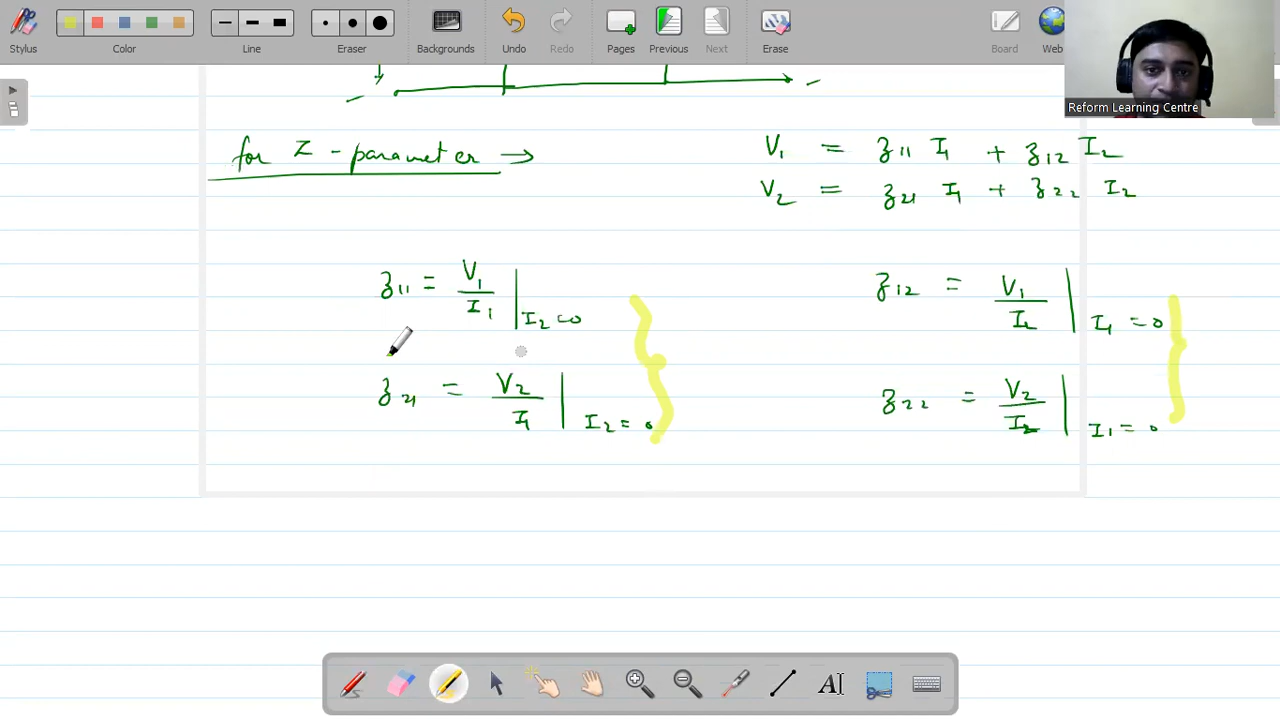 Stylus Color Line Eraser Backgrounds Undo Redo Pages Previous Next Erase Board Web
Reform Learning Centre
for Z - parameter →
V1 = z11 I1 + z12 I2
V2 = z21 I1 + z22 I2
z11 = V1/I1 | I2 = 0
z12 = V1/I2 | I1 = 0
z21 = V2/I1 | I2 = 0
z22 = V2/I2 | I1 = 0